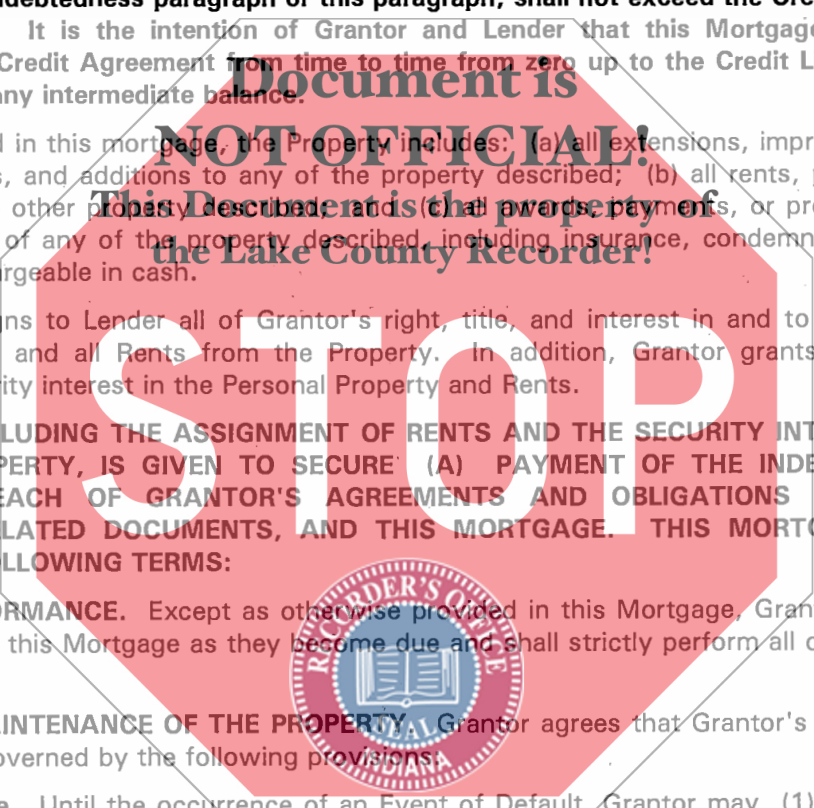 indebtedness paragraph or this paragraph, shall not exceed the Cre
It is the intention of Grantor and Lender that this Mortgag
Credit Agreement from time to time from zero up to the Credit L
any intermediate balance.
Document is
NOT OFFICIAL!
This Document is the property of
the Lake County Recorder!
d in this mortgage, the Property includes: (a) all extensions, impr
s, and additions to any of the property described; (b) all rents, p
other property described; and (c) all awards, payments, or pro
of any of the property described, including insurance, condemn
argeable in cash.
gns to Lender all of Grantor's right, title, and interest in and to
and all Rents from the Property. In addition, Grantor grants
rity interest in the Personal Property and Rents.
STOP
LUDING THE ASSIGNMENT OF RENTS AND THE SECURITY INT
PERTY, IS GIVEN TO SECURE (A) PAYMENT OF THE INDE
EACH OF GRANTOR'S AGREEMENTS AND OBLIGATIONS
LATED DOCUMENTS, AND THIS MORTGAGE. THIS MORTG
LLOWING TERMS:
RECORDER'S OFFICE
SEAL
INDIANA
ORMANCE. Except as otherwise provided in this Mortgage, Gran
this Mortgage as they become due and shall strictly perform all o
INTENANCE OF THE PROPERTY. Grantor agrees that Grantor's
overned by the following provisions:
Until the occurrence of an Event of Default, Grantor may (1)